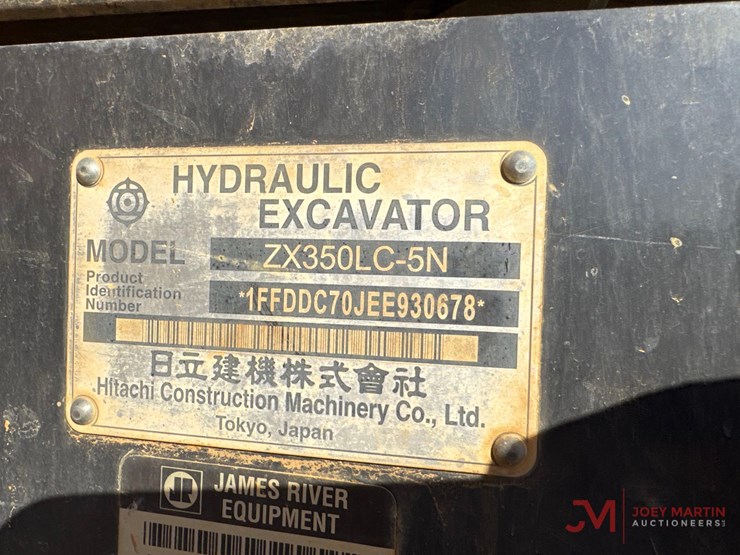 HYDRAULIC
EXCAVATOR
MODEL ZX350LC-5N
Product
Identification
Number
*1FFDDC70JEE930678*
日立建機株式會社
Hitachi Construction Machinery Co., Ltd.
Tokyo, Japan
JR JAMES RIVER
EQUIPMENT
JM JOEY MARTIN
AUCTIONEERS